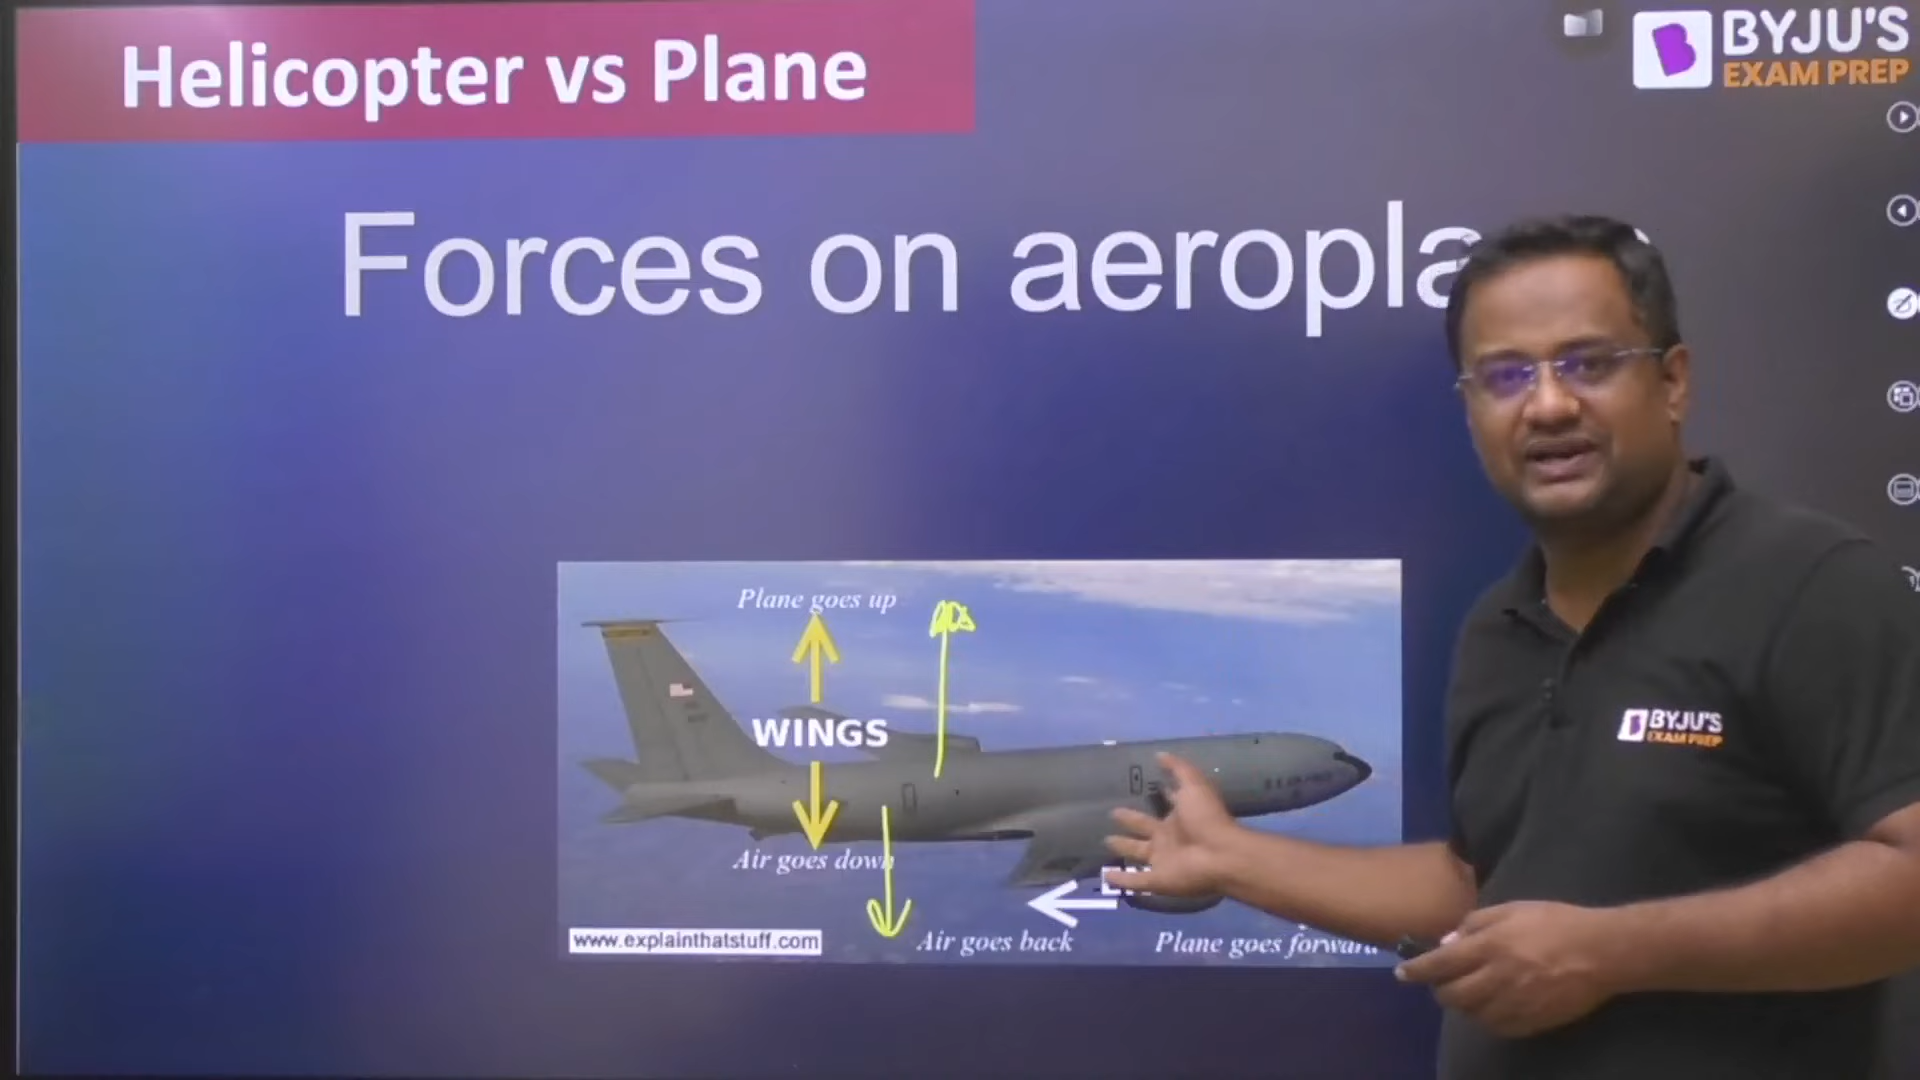 Helicopter vs Plane
BYJU'S
EXAM PREP
Forces on aeropla
Plane goes up
WINGS
Air goes down
www.explainthatstuff.com
Air goes back
Plane goes forward
BYJU'S
EXAM PREP